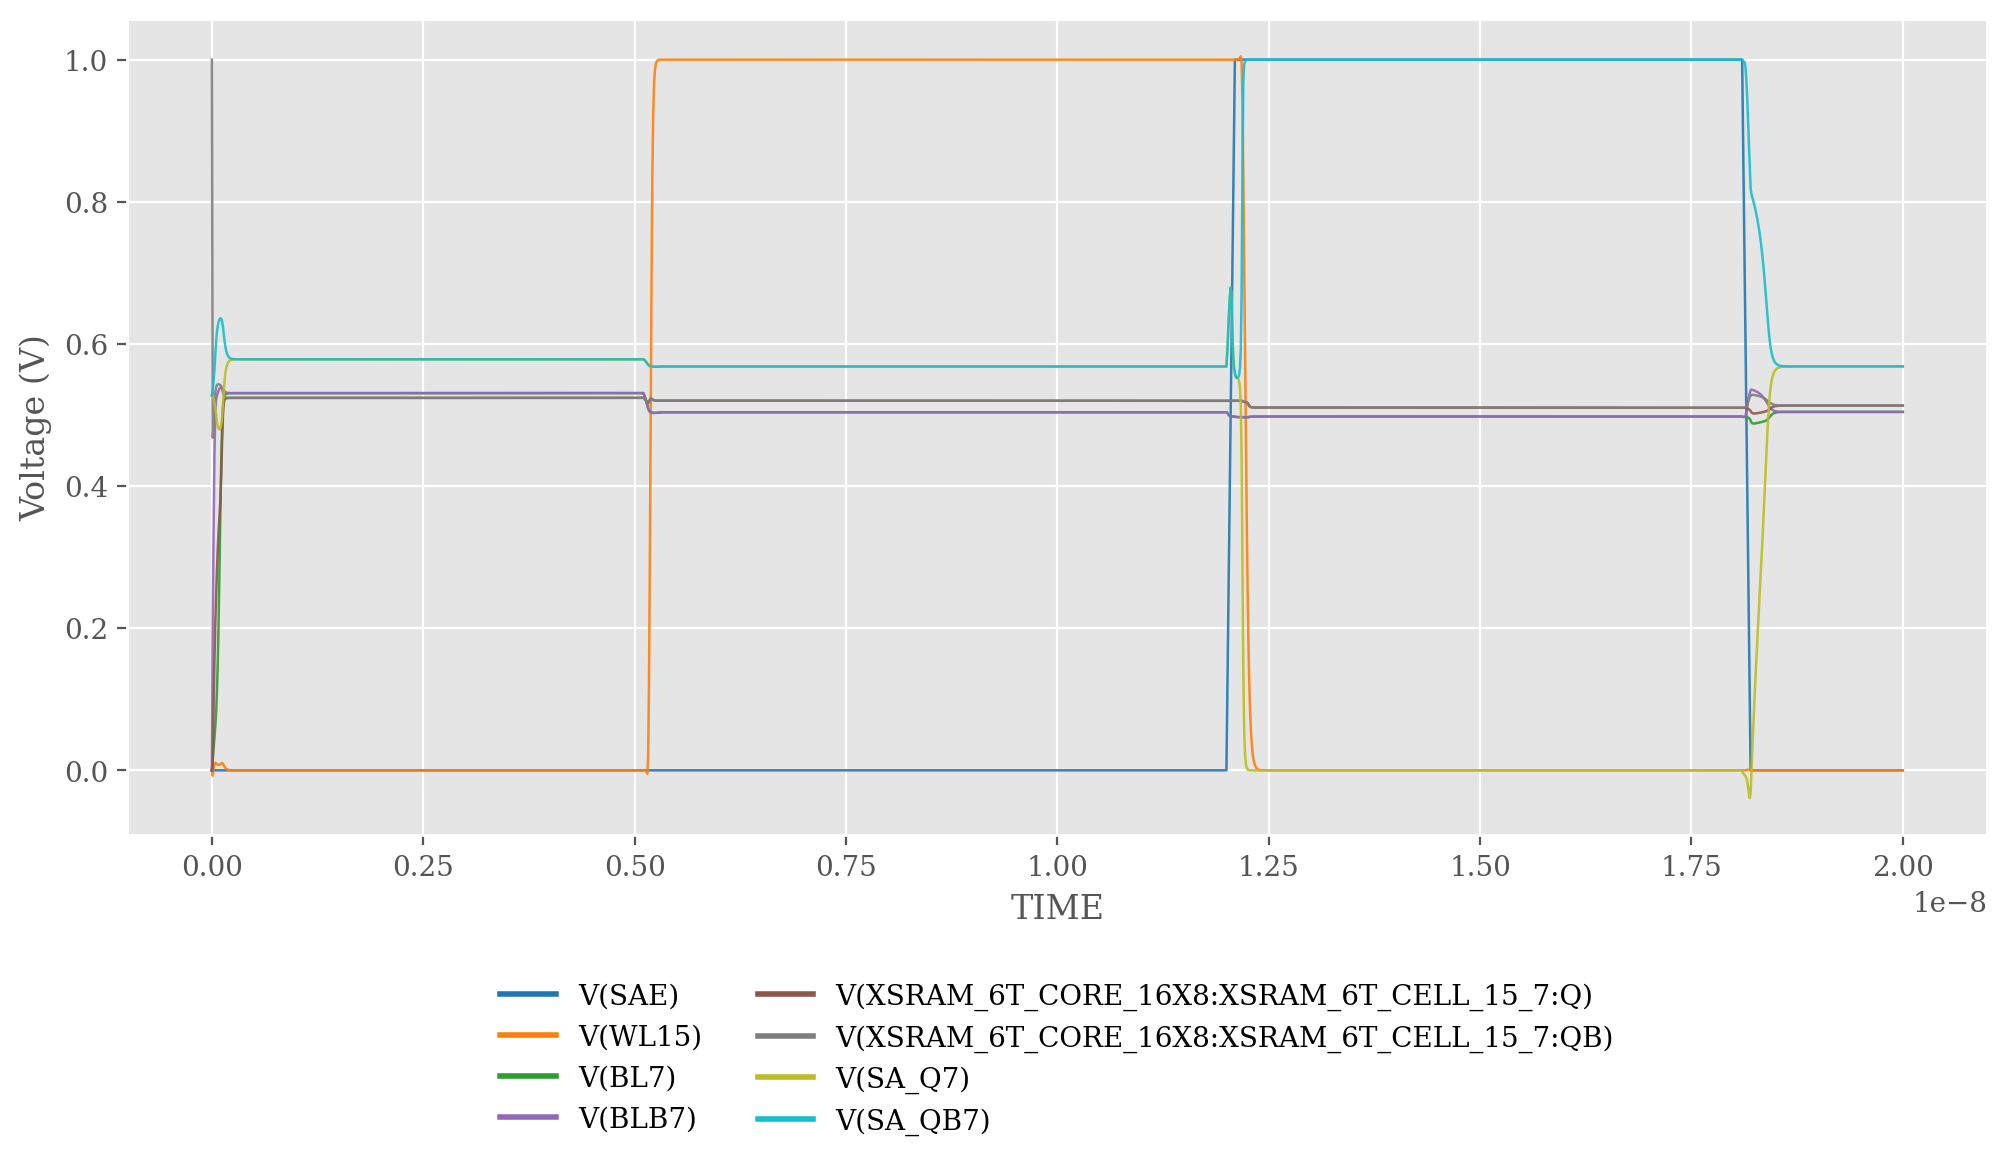 Voltage (V)
1.0
0.8
0.6
0.4
0.2
0.0
0.00 0.25 0.50 0.75 1.00 1.25 1.50 1.75 2.00
1e−8
TIME
V(SAE)
V(WL15)
V(BL7)
V(BLB7)
V(XSRAM_6T_CORE_16X8:XSRAM_6T_CELL_15_7:Q)
V(XSRAM_6T_CORE_16X8:XSRAM_6T_CELL_15_7:QB)
V(SA_Q7)
V(SA_QB7)